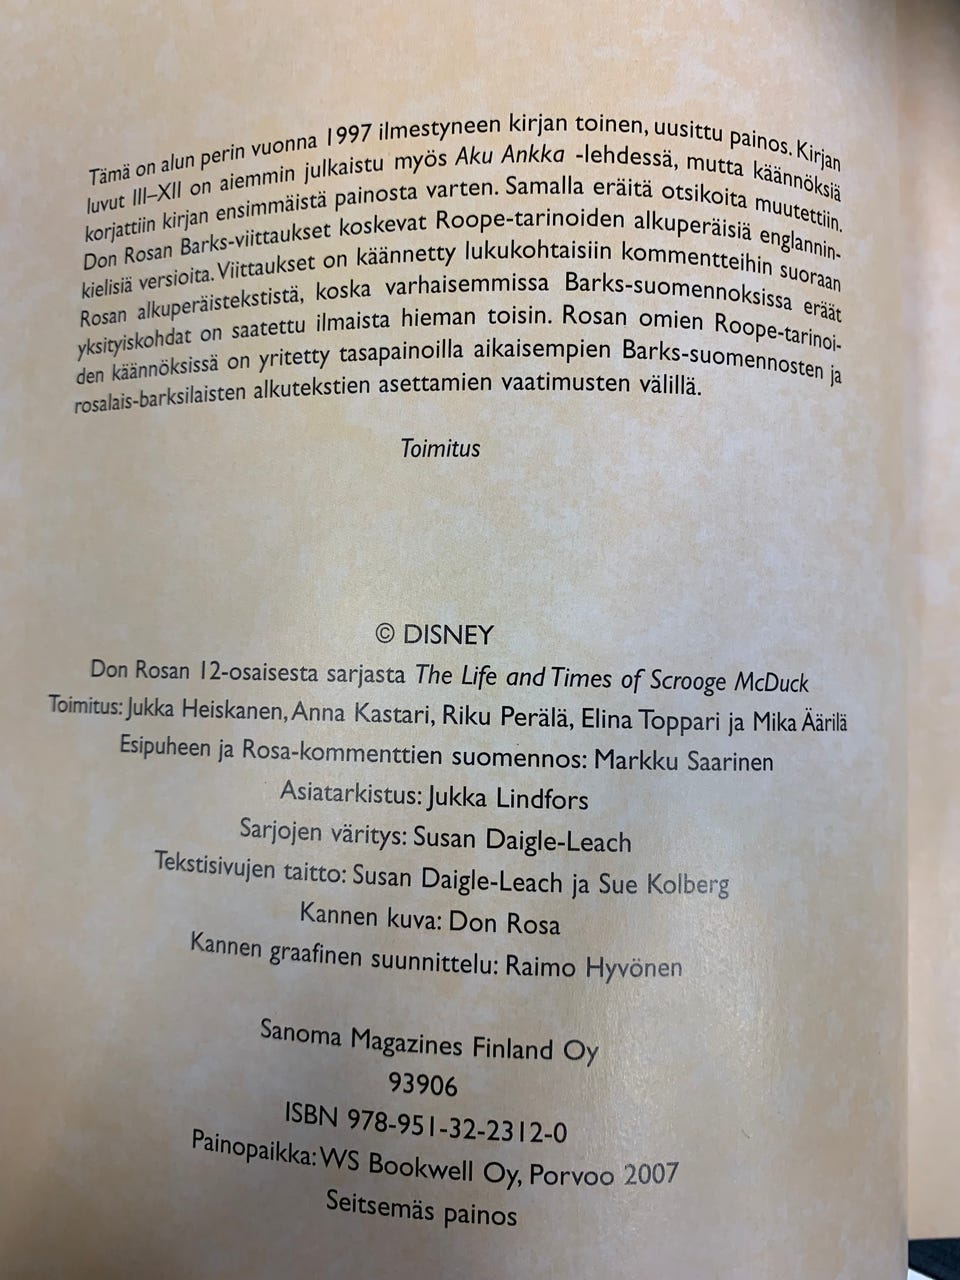 Tämä on alun perin vuonna 1997 ilmestyneen kirjan toinen, uusittu painos. Kirjan
luvut III–XII on aiemmin julkaistu myös Aku Ankka -lehdessä, mutta käännöksiä
korjattiin kirjan ensimmäistä painosta varten. Samalla eräitä otsikoita muutettiin.
Don Rosan Barks-viittaukset koskevat Roope-tarinoiden alkuperäisiä englannin-
kielisiä versioita. Viittaukset on käännetty lukukohtaisiin kommentteihin suoraan
Rosan alkuperäistekstistä, koska varhaisemmissa Barks-suomennoksissa eräät
yksityiskohdat on saatettu ilmaista hieman toisin. Rosan omien Roope-tarinoi-
den käännöksissä on yritetty tasapainoilla aikaisempien Barks-suomennosten ja
rosalais-barksilaisten alkutekstien asettamien vaatimusten välillä.
Toimitus
© DISNEY
Don Rosan 12-osaisesta sarjasta The Life and Times of Scrooge McDuck
Toimitus: Jukka Heiskanen, Anna Kastari, Riku Perälä, Elina Toppari ja Mika Äärilä
Esipuheen ja Rosa-kommenttien suomennos: Markku Saarinen
Asiatarkistus: Jukka Lindfors
Sarjojen väritys: Susan Daigle-Leach
Tekstisivujen taitto: Susan Daigle-Leach ja Sue Kolberg
Kannen kuva: Don Rosa
Kannen graafinen suunnittelu: Raimo Hyvönen
Sanoma Magazines Finland Oy
93906
ISBN 978-951-32-2312-0
Painopaikka: WS Bookwell Oy, Porvoo 2007
Seitsemäs painos